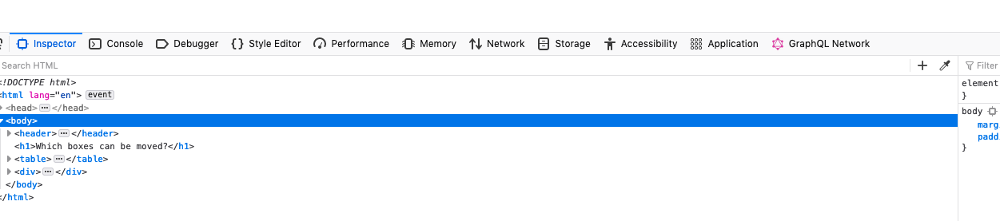 Inspector Console Debugger Style Editor Performance Memory Network Storage Accessibility Application GraphQL Network
Search HTML
Filter
<!DOCTYPE html>
<html lang="en"> event
<head> ··· </head>
<body>
<header> ··· </header>
<h1>Which boxes can be moved?</h1>
<table> ··· </table>
<div> ··· </div>
</body>
</html>
element
}
body
marg
padd
}